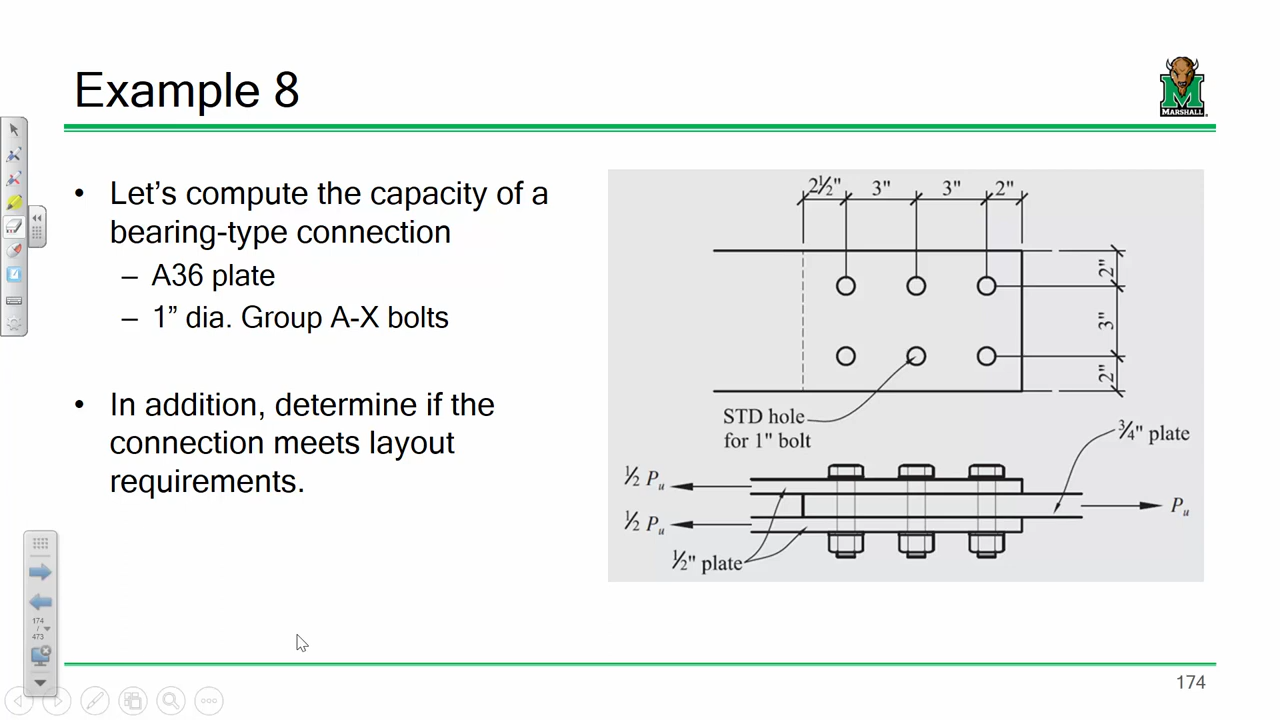 Example 8
MARSHALL
• Let’s compute the capacity of a
bearing-type connection
– A36 plate
– 1” dia. Group A-X bolts
• In addition, determine if the
connection meets layout
requirements.
2½" 3" 3" 2"
2"
3"
2"
STD hole
for 1" bolt
¾" plate
½ Pu
Pu
½ Pu
½" plate
174
/
473
174